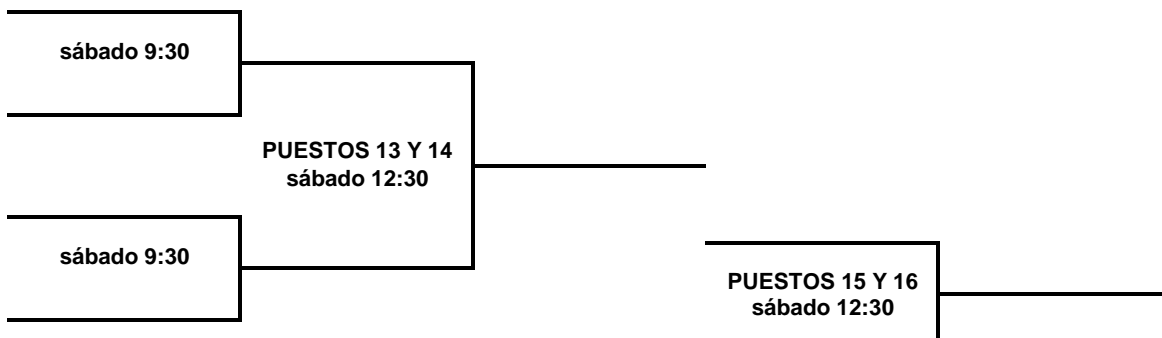 sábado 9:30
PUESTOS 13 Y 14
sábado 12:30
sábado 9:30
PUESTOS 15 Y 16
sábado 12:30